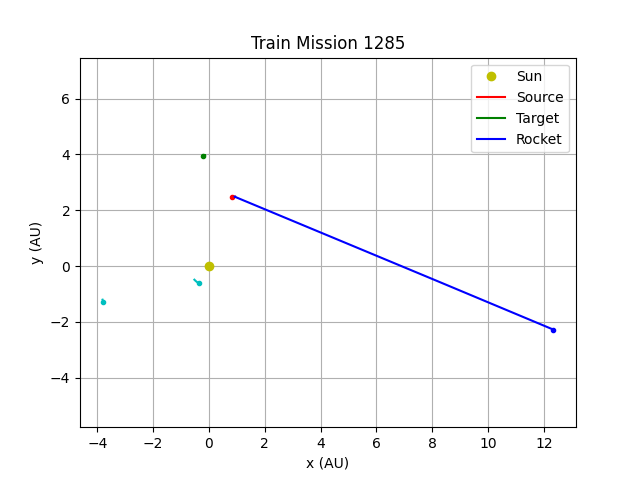 Train Mission 1285
Sun
Source
Target
Rocket
y (AU)
6
4
2
0
−2
−4
−4 −2 0 2 4 6 8 10 12
x (AU)